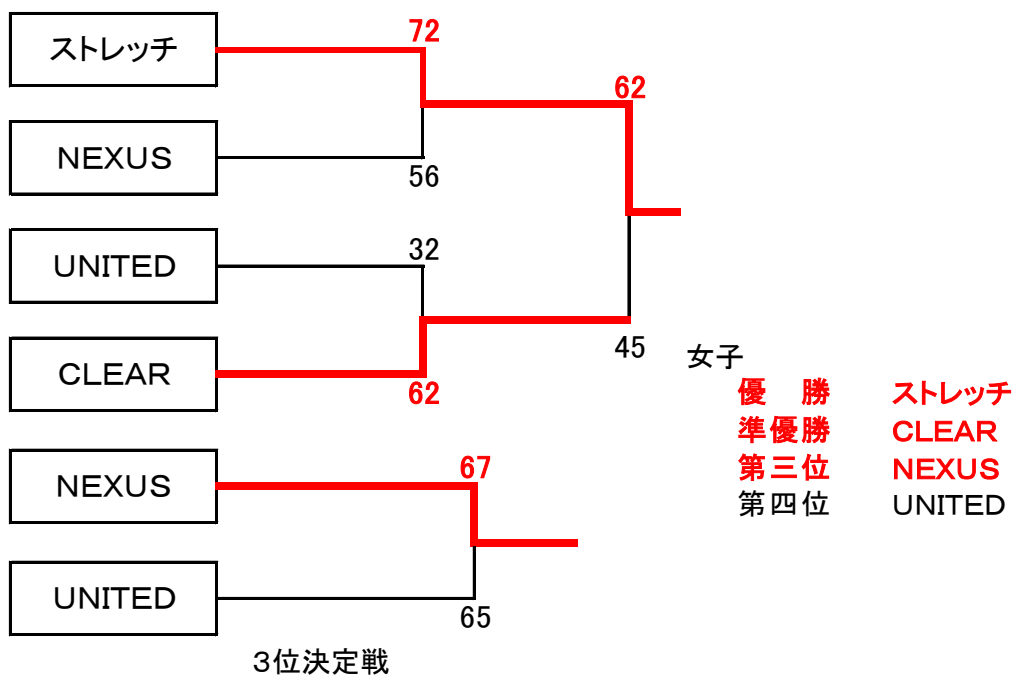 ストレッチ
72
62
NEXUS
56
UNITED
32
CLEAR
62
45
女子
優　勝　ストレッチ
準優勝　CLEAR
第三位　NEXUS
第四位　UNITED
NEXUS
67
UNITED
65
３位決定戦